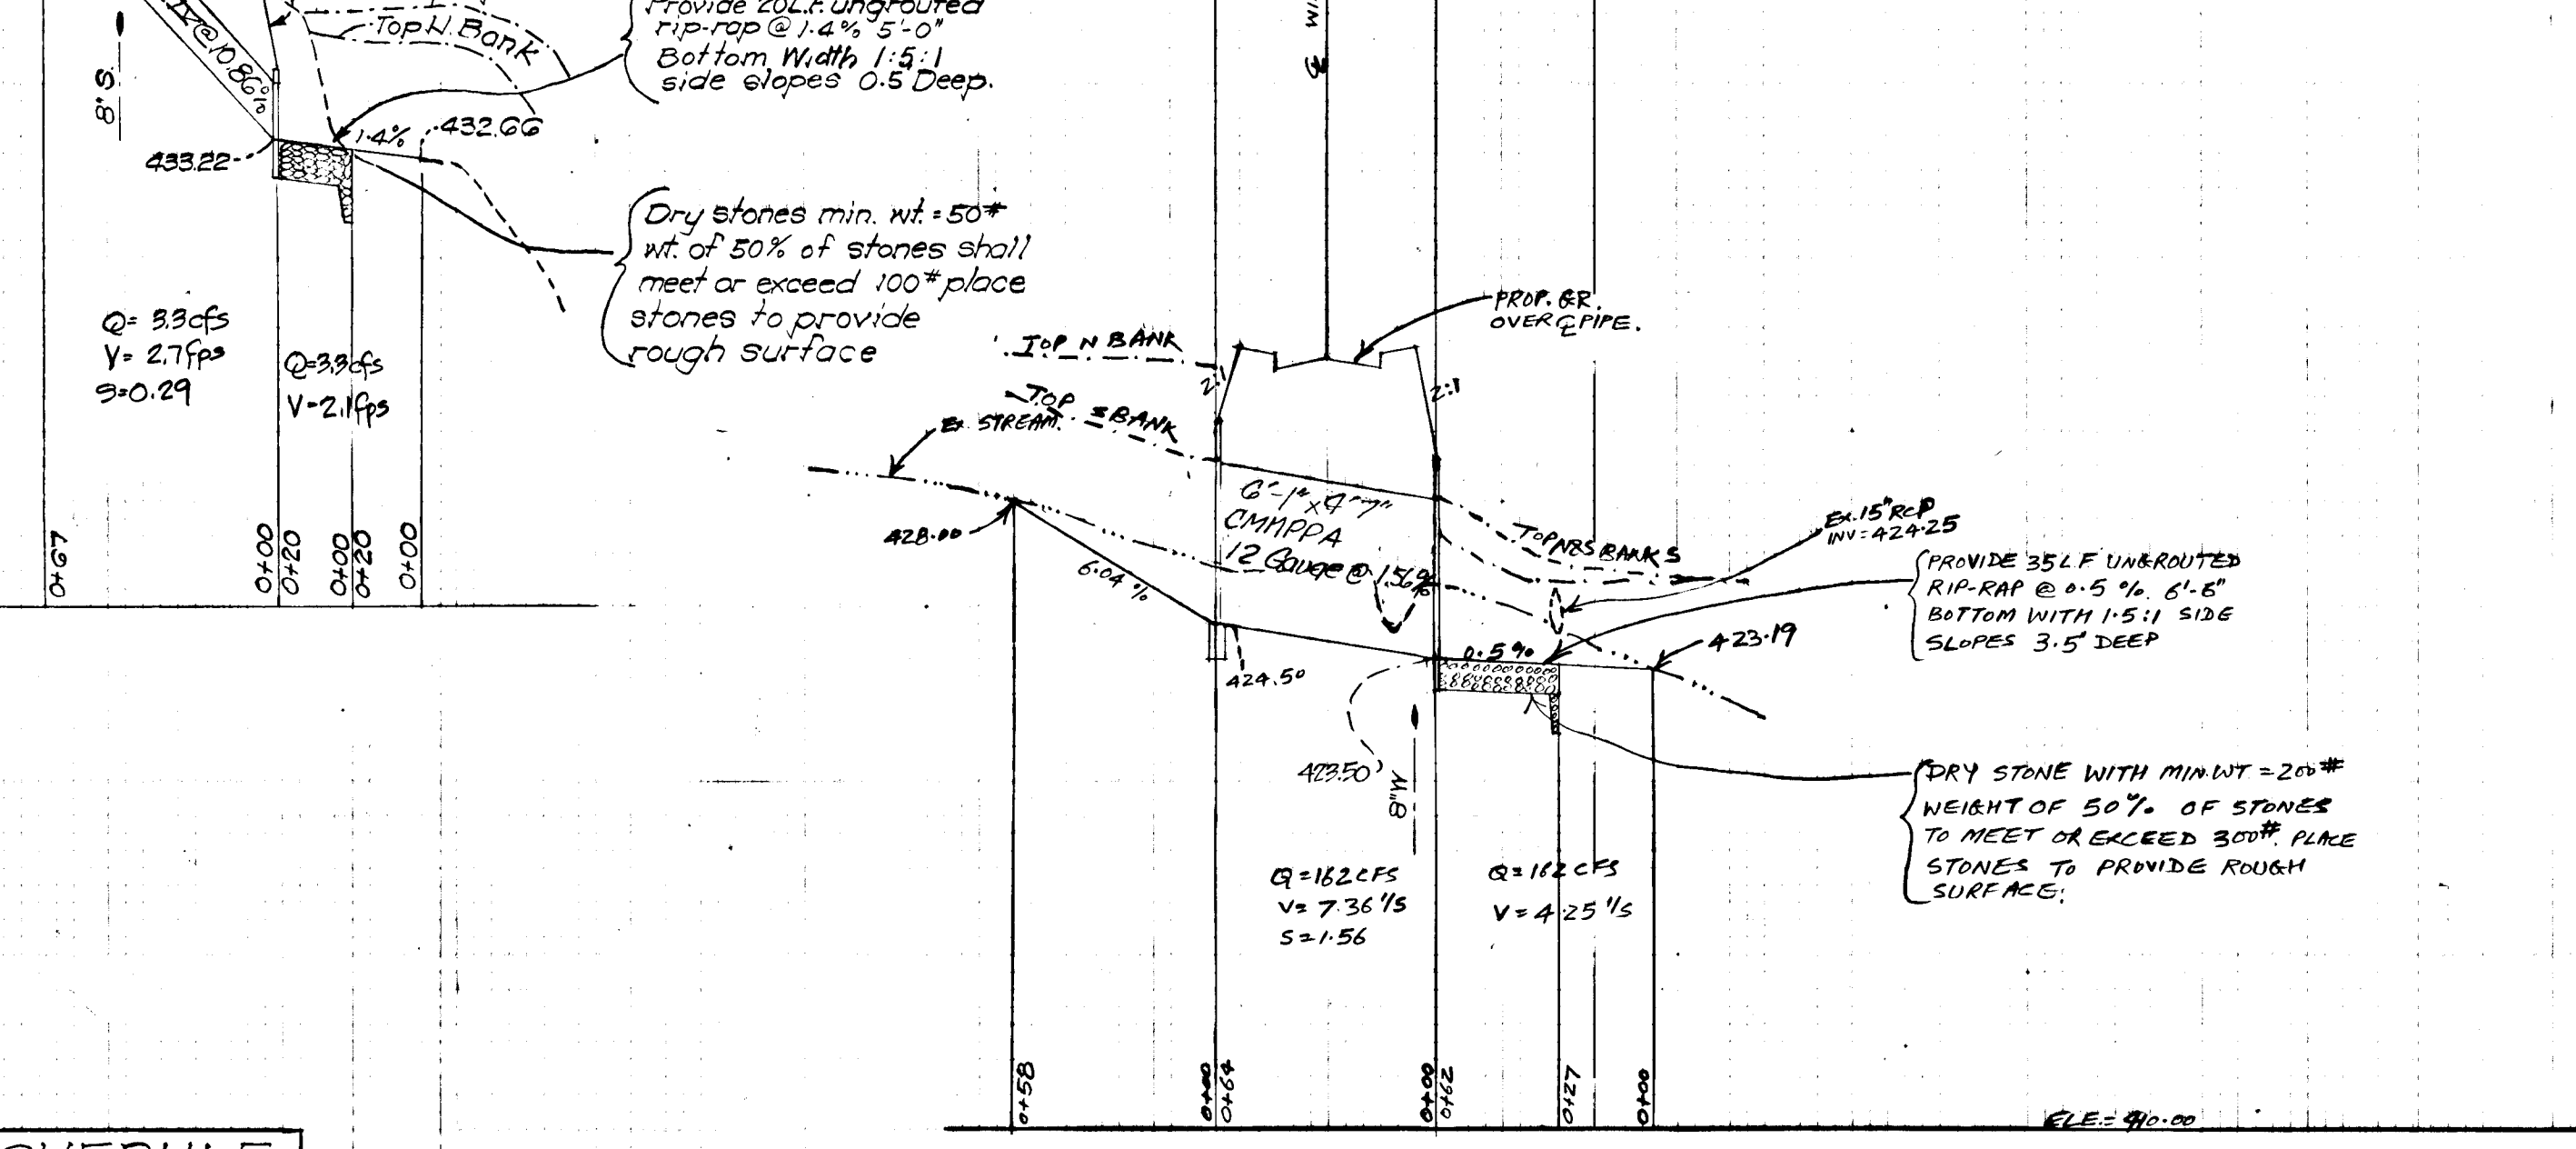 Provide 20L.F. ungrouted
rip-rap @ 1.4% 5'-0"
Bottom Width 1:5:1
side slopes 0.5 Deep.
Top N. Bank
@10.86%
8" S.
1.4%
432.66
433.22
Dry stones min. wt. = 50#
wt. of 50% of stones shall
meet or exceed 100# place
stones to provide
rough surface
Q= 3.3cfs
V= 2.7fps
S=0.29
Q=3.3cfs
V=2.1fps
0+67
0+00
0+20
0+00
0+20
0+00
℄
PROP. GR.
OVER ℄ PIPE.
TOP N BANK
2:1
2:1
TOP S BANK
EX. STREAM.
428.00
6.04%
6'-1" x 4'-7"
CMMPPA
12 Gauge @ 1.56%
TOP N&S BANKS
EX. 15" RCP
INV=424.25
PROVIDE 35 L.F UNGROUTED
RIP-RAP @ 0.5 %. 6'-6"
BOTTOM WITH 1.5:1 SIDE
SLOPES 3.5' DEEP
0.5%
423.19
424.50
423.50
8"W
DRY STONE WITH MIN.WT = 200#
WEIGHT OF 50% OF STONES
TO MEET OR EXCEED 300#. PLACE
STONES TO PROVIDE ROUGH
SURFACE.
Q=162CFS
V= 7.36 '/S
S=1.56
Q=162 CFS
V=4.25 '/S
0+58
0+00
0+64
0+00
0+62
0+27
0+00
ELE.= 410.00